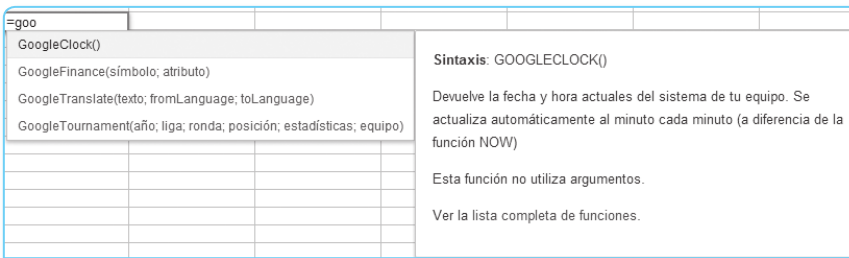 =goo
GoogleClock()
GoogleFinance(símbolo; atributo)
GoogleTranslate(texto; fromLanguage; toLanguage)
GoogleTournament(año; liga; ronda; posición; estadísticas; equipo)
Sintaxis: GOOGLECLOCK()
Devuelve la fecha y hora actuales del sistema de tu equipo. Se
actualiza automáticamente al minuto cada minuto (a diferencia de la
función NOW)
Esta función no utiliza argumentos.
Ver la lista completa de funciones.